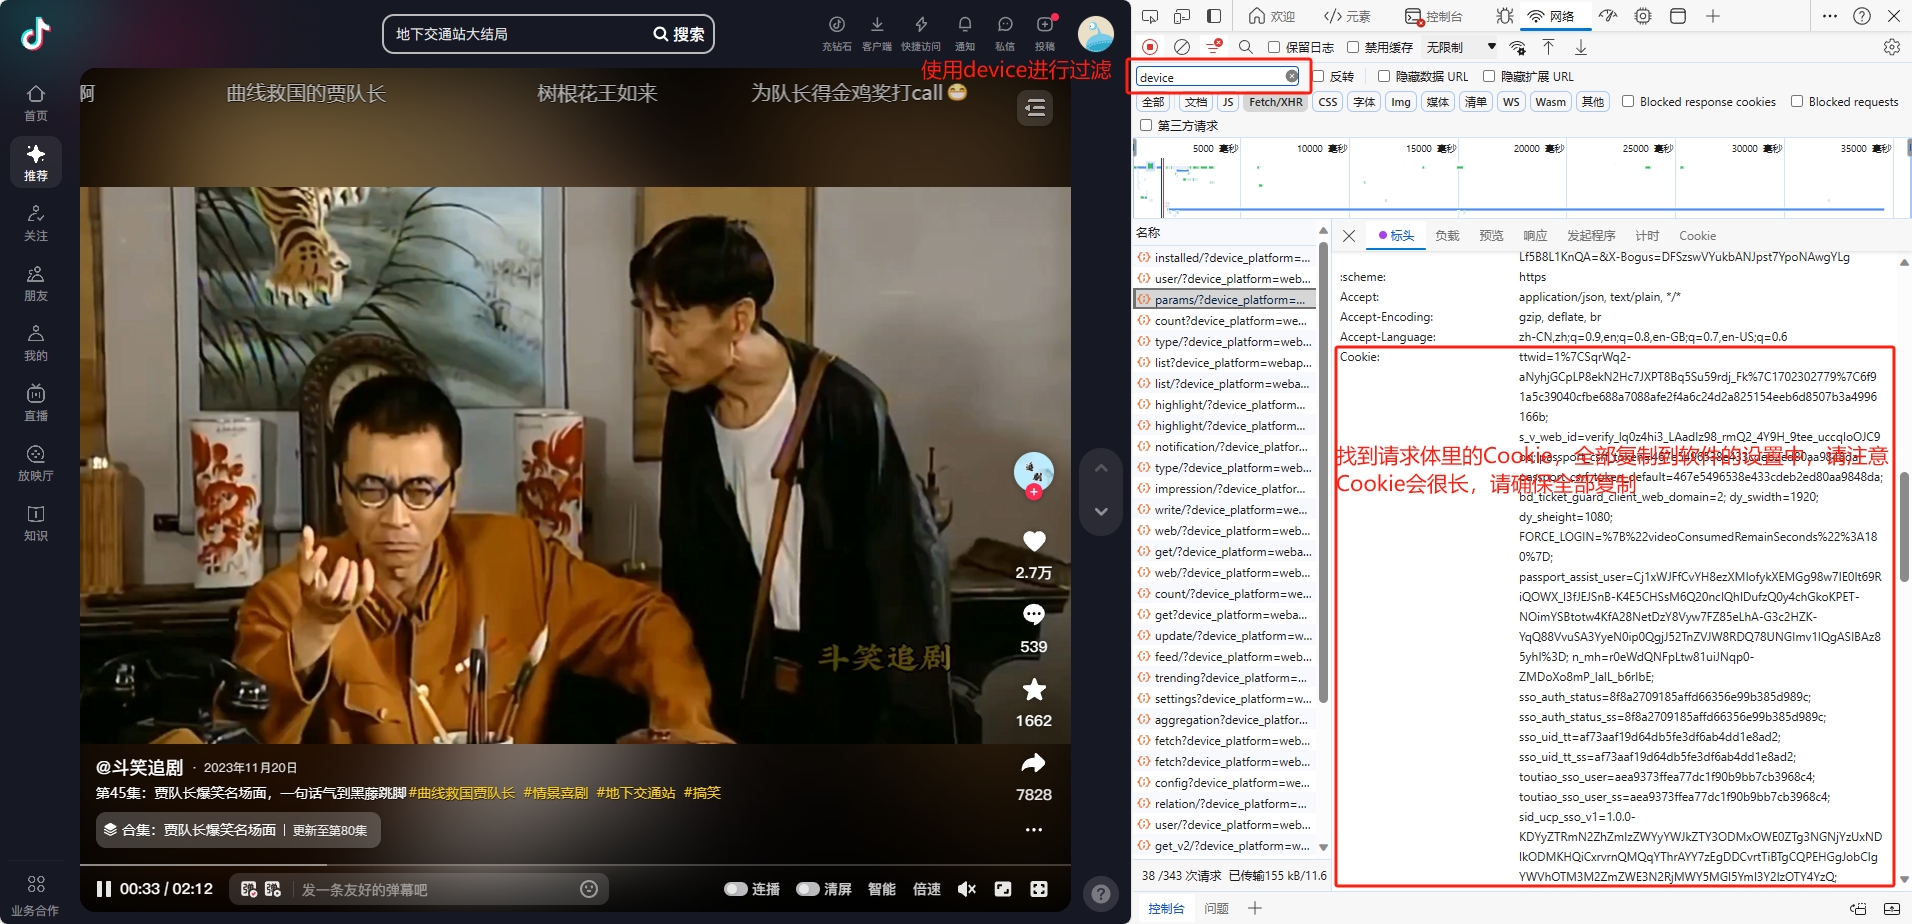 地下交通站大结局
搜索
充钻石
客户端
快捷访问
通知
私信
投稿
使用device进行过滤
首页
推荐
关注
朋友
我的
直播
放映厅
知识
业务合作
啊
曲线救国的贾队长
树根花王如来
为队长得金鸡奖打call😁
追剧
2.7万
539
1662
7828
斗笑追剧
@斗笑追剧 · 2023年11月20日
第45集：贾队长爆笑名场面，一句话气到黑藤跳脚#曲线救国贾队长 #情景喜剧 #地下交通站 #搞笑
合集：贾队长爆笑名场面 | 更新至第80集
00:33 / 02:12
弹 弹
发一条友好的弹幕吧
连播
清屏
智能
倍速
欢迎
元素
控制台
网络
保留日志
禁用缓存
无限制
device
反转
隐藏数据 URL
隐藏扩展 URL
全部
文档
JS
Fetch/XHR
CSS
字体
Img
媒体
清单
WS
Wasm
其他
Blocked response cookies
Blocked requests
第三方请求
5000 毫秒
10000 毫秒
15000 毫秒
20000 毫秒
25000 毫秒
30000 毫秒
35000 毫秒
名称
installed/?device_platform=...
user/?device_platform=web...
params/?device_platform=...
count?device_platform=we...
type/?device_platform=web...
list?device_platform=webap...
list/?device_platform=weba...
highlight/?device_platform...
highlight/?device_platform...
notification/?device_platfor...
type/?device_platform=web...
impression/?device_platfor...
write/?device_platform=we...
web/?device_platform=web...
get/?device_platform=weba...
web/?device_platform=web...
count/?device_platform=we...
get?device_platform=weba...
update/?device_platform=w...
feed/?device_platform=web...
trending?device_platform=...
settings?device_platform=w...
aggregation?device_platfor...
fetch?device_platform=web...
fetch?device_platform=web...
config?device_platform=we...
relation/?device_platform=...
user/?device_platform=web...
get_v2/?device_platform=w...
38 /343 次请求 已传输155 kB/11.6
标头
负载
预览
响应
发起程序
计时
Cookie
Lf5B8L1KnQA=&X-Bogus=DFSzswVYukbANJpst7YpoNAwgYLg
:scheme: https
Accept: application/json, text/plain, */*
Accept-Encoding: gzip, deflate, br
Accept-Language: zh-CN,zh;q=0.9,en;q=0.8,en-GB;q=0.7,en-US;q=0.6
Cookie: ttwid=1%7CSqrWq2-
aNyhjGCpLP8ekN2Hc7JXPT8Bq5Su59rdj_Fk%7C1702302779%7C6f9
1a5c39040cfbe688a7088afe2f4a6c24d2a825154eeb6d8507b3a4996
166b;
s_v_web_id=verify_lq0z4hi3_LAadIz98_rmQ2_4Y9H_9tee_uccqIoOJC9
找到请求体里的Cookie，全部复制到软件的设置中，请注意
Cookie会很长，请确保全部复制
passport_csrf_token_default=467e5496538e433cdeb2ed80aa9848da;
bd_ticket_guard_client_web_domain=2; dy_swidth=1920;
dy_sheight=1080;
FORCE_LOGIN=%7B%22videoConsumedRemainSeconds%22%3A18
0%7D;
passport_assist_user=Cj1xWJFfCvYH8ezXMIofykXEMGg98w7IE0It69R
iQOWX_I3fJEJSnB-K4E5CHSsM6Q20ncIQhIDufzQ0y4chGkoKPET-
NOimYSBtotw4KfA28NetDzY8Vyw7FZ85eLhA-G3c2HZK-
YqQ88VvuSA3YyeN0ip0QgjJ52TnZVJW8RDQ78UNGImv1IQgASIBAz8
5yhI%3D; n_mh=r0eWdQNFpLtw81uiJNqp0-
ZMDoXo8mP_IalL_b6rIbE;
sso_auth_status=8f8a2709185affd66356e99b385d989c;
sso_auth_status_ss=8f8a2709185affd66356e99b385d989c;
sso_uid_tt=af73aaf19d64db5fe3df6ab4dd1e8ad2;
sso_uid_tt_ss=af73aaf19d64db5fe3df6ab4dd1e8ad2;
toutiao_sso_user=aea9373ffea77dc1f90b9bb7cb3968c4;
toutiao_sso_user_ss=aea9373ffea77dc1f90b9bb7cb3968c4;
sid_ucp_sso_v1=1.0.0-
KDYyZTRmN2ZhZmIzZWYyYWJkZTY3ODMxOWE0ZTg3NGNjYzUxND
lkODMKHQiCxrvrnQMQqYThrAYY7zEgDDCvrtTiBTgCQPEHGgJobCIg
YWVhOTM3M2ZmZWE3N2RjMWY5MGI5YmI3Y2IzOTY4YzQ;
控制台
问题